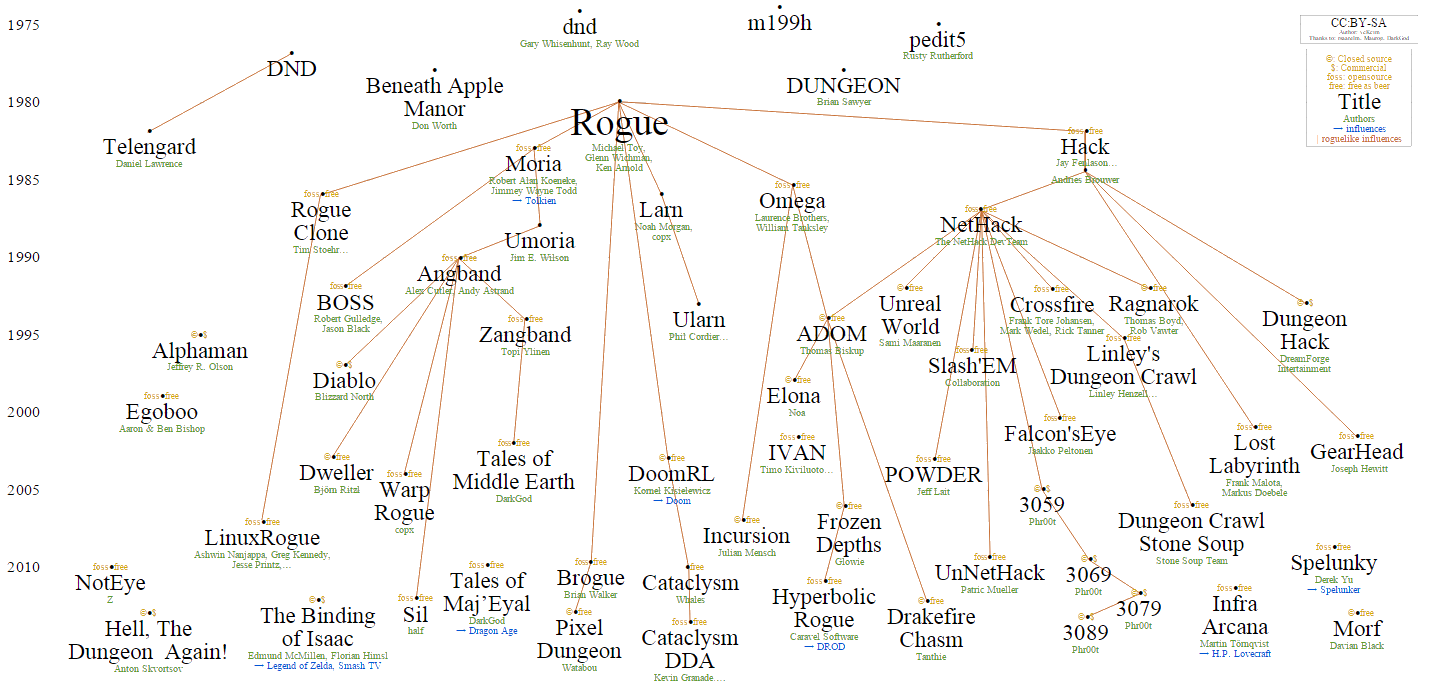 1975
1980
1985
1990
1995
2000
2005
2010
dnd
Gary Whisenhunt, Ray Wood
m199h
pedit5
Rusty Rutherford
CC:BY-SA
Thanks to: DarkGod
©: Closed source
$: Commercial
foss: opensource
free: free as beer
Title
Authors
→ influences
| roguelike influences
DND
Beneath Apple
Manor
Don Worth
DUNGEON
Brian Sawyer
Telengard
Daniel Lawrence
Rogue
Michael Toy,
Glenn Wichman,
Ken Arnold
foss free
Hack
Jay Fenlason…
Andries Brouwer
foss free
Moria
Robert Alan Koeneke,
Jimmey Wayne Todd
→ Tolkien
foss free
Rogue
Clone
Tim Stoehr…
Larn
Noah Morgan,
copx
foss free
Omega
Laurence Brothers,
William Tanksley
foss free
NetHack
The NetHack DevTeam
Umoria
Jim E. Wilson
foss free
Angband
Alex Cutler, Andy Astrand
foss free
BOSS
Robert Gulledge,
Jason Black
Ularn
Phil Cordier…
© free
Unreal
World
Sami Maaranen
foss free
Crossfire
Frank Tore Johansen,
Mark Wedel, Rick Tanner
© free
Ragnarok
Thomas Boyd,
Rob Vawter
© $
Dungeon
Hack
DreamForge
Intertainment
© $
Alphaman
Jeffrey R. Olson
foss free
Zangband
Topi Ylinen
© free
ADOM
Thomas Biskup
foss free
Slash'EM
Collaboration
foss free
Linley's
Dungeon Crawl
Linley Henzell…
© $
Diablo
Blizzard North
© free
Elona
Noa
foss free
Egoboo
Aaron & Ben Bishop
foss free
IVAN
Timo Kiviluoto…
foss free
Falcon'sEye
Jaakko Peltonen
foss free
Lost
Labyrinth
Frank Malota,
Markus Doebele
foss free
GearHead
Joseph Hewitt
© free
Dweller
Björn Ritzl
foss free
Warp
Rogue
copx
foss free
Tales of
Middle Earth
DarkGod
© free
DoomRL
Kornel Kisielewicz
→ Doom
foss free
POWDER
Jeff Lait
© $
3059
Phr00t
foss free
LinuxRogue
Ashwin Nanjappa, Greg Kennedy,
Jesse Printz,…
© free
Incursion
Julian Mensch
© free
Frozen
Depths
Glowie
foss free
Dungeon Crawl
Stone Soup
Stone Soup Team
foss free
NotEye
Z
foss free
Tales of
Maj’Eyal
DarkGod
→ Dragon Age
foss free
Brogue
Brian Walker
free
Cataclysm
Whales
foss free
Hyperbolic
Rogue
Caravel Software
→ DROD
foss free
UnNetHack
Patric Mueller
© $
3069
Phr00t
foss free
Spelunky
Derek Yu
→ Spelunker
© $
Hell, The
Dungeon Again!
Anton Skvortsov
© $
The Binding
of Isaac
Edmund McMillen, Florian Himsl
→ Legend of Zelda, Smash TV
foss free
Sil
half
© free
Pixel
Dungeon
Watabou
foss free
Cataclysm
DDA
Kevin Granade…
© free
Drakefire
Chasm
Tanthie
© $
3079
Phr00t
© $
3089
Phr00t
foss free
Infra
Arcana
Martin Törnqvist
→ H.P. Lovecraft
© free
Morf
Davian Black